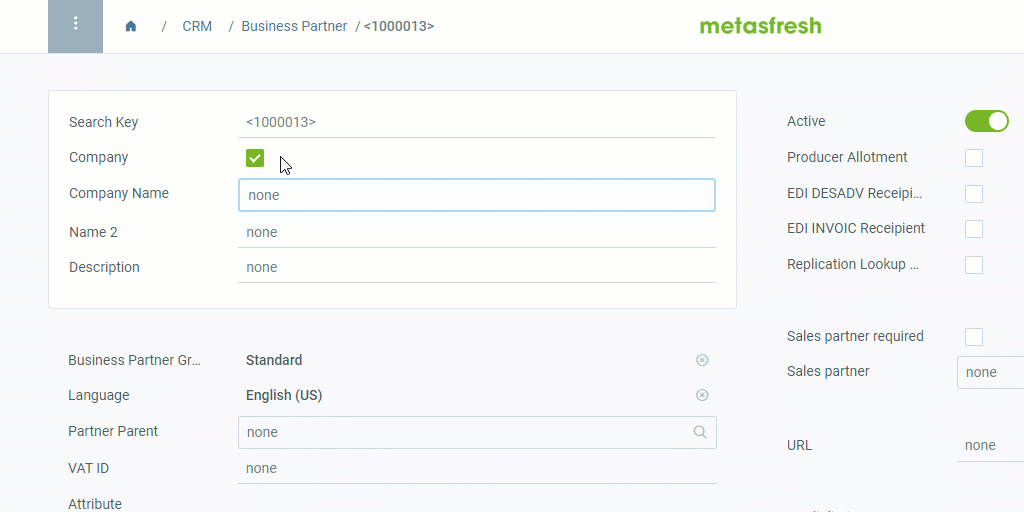 / CRM / Business Partner / <1000013>
metasfresh
Search Key <1000013>
Company
Company Name none
Name 2 none
Description none
Business Partner Gr... Standard
Language English (US)
Partner Parent none
VAT ID none
Attribute
Active
Producer Allotment
EDI DESADV Receipi...
EDI INVOIC Receipient
Replication Lookup ...
Sales partner required
Sales partner none
URL none